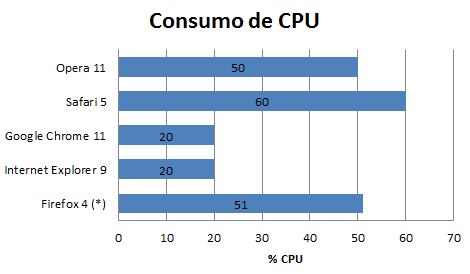 Consumo de CPU
Opera 11
50
Safari 5
60
Google Chrome 11
20
Internet Explorer 9
20
Firefox 4 (*)
51
0 10 20 30 40 50 60 70
% CPU